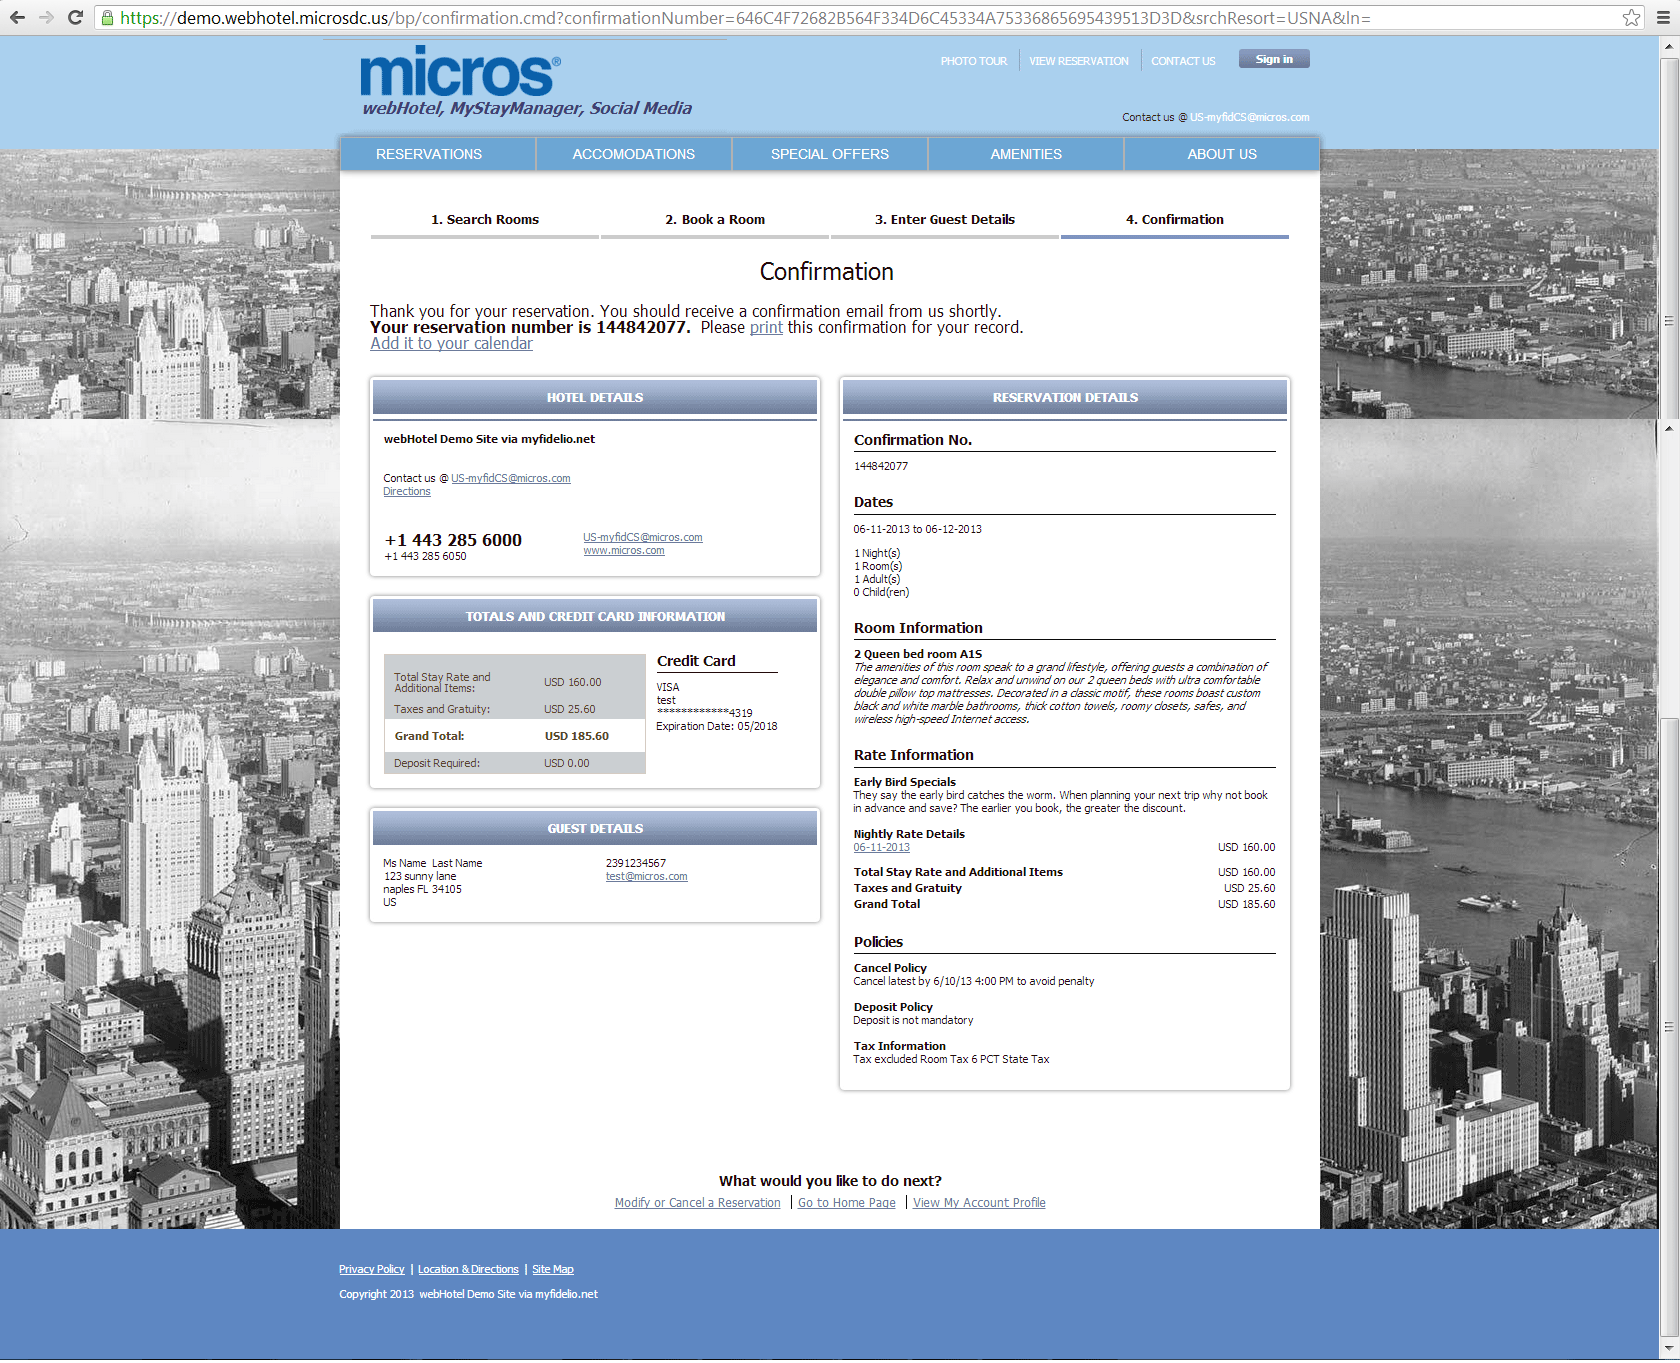 https://demo.webhotel.microsdc.us/bp/confirmation.cmd?confirmationNumber=646C4F72682B564F334D6C45334A75336865695439513D3D&srchResort=USNA&ln=
micros®
webHotel, MyStayManager, Social Media
PHOTO TOUR VIEW RESERVATION CONTACT US Sign in
Contact us @ US-myfidCS@micros.com
RESERVATIONS ACCOMODATIONS SPECIAL OFFERS AMENITIES ABOUT US
1. Search Rooms 2. Book a Room 3. Enter Guest Details 4. Confirmation
Confirmation
Thank you for your reservation. You should receive a confirmation email from us shortly.
Your reservation number is 144842077. Please print this confirmation for your record.
Add it to your calendar
HOTEL DETAILS
webHotel Demo Site via myfidelio.net
Contact us @ US-myfidCS@micros.com
Directions
+1 443 285 6000 US-myfidCS@micros.com
+1 443 285 6050 www.micros.com
TOTALS AND CREDIT CARD INFORMATION
Total Stay Rate and
Additional Items: USD 160.00
Taxes and Gratuity: USD 25.60
Grand Total: USD 185.60
Deposit Required: USD 0.00
Credit Card
VISA
test
************4319
Expiration Date: 05/2018
GUEST DETAILS
Ms Name Last Name 2391234567
123 sunny lane test@micros.com
naples FL 34105
US
RESERVATION DETAILS
Confirmation No.
144842077
Dates
06-11-2013 to 06-12-2013
1 Night(s)
1 Room(s)
1 Adult(s)
0 Child(ren)
Room Information
2 Queen bed room A1S
The amenities of this room speak to a grand lifestyle, offering guests a combination of
elegance and comfort. Relax and unwind on our 2 queen beds with ultra comfortable
double pillow top mattresses. Decorated in a classic motif, these rooms boast custom
black and white marble bathrooms, thick cotton towels, roomy closets, safes, and
wireless high-speed Internet access.
Rate Information
Early Bird Specials
They say the early bird catches the worm. When planning your next trip why not book
in advance and save? The earlier you book, the greater the discount.
Nightly Rate Details
06-11-2013 USD 160.00
Total Stay Rate and Additional Items USD 160.00
Taxes and Gratuity USD 25.60
Grand Total USD 185.60
Policies
Cancel Policy
Cancel latest by 6/10/13 4:00 PM to avoid penalty
Deposit Policy
Deposit is not mandatory
Tax Information
Tax excluded Room Tax 6 PCT State Tax
What would you like to do next?
Modify or Cancel a Reservation | Go to Home Page | View My Account Profile
Privacy Policy | Location & Directions | Site Map
Copyright 2013 webHotel Demo Site via myfidelio.net